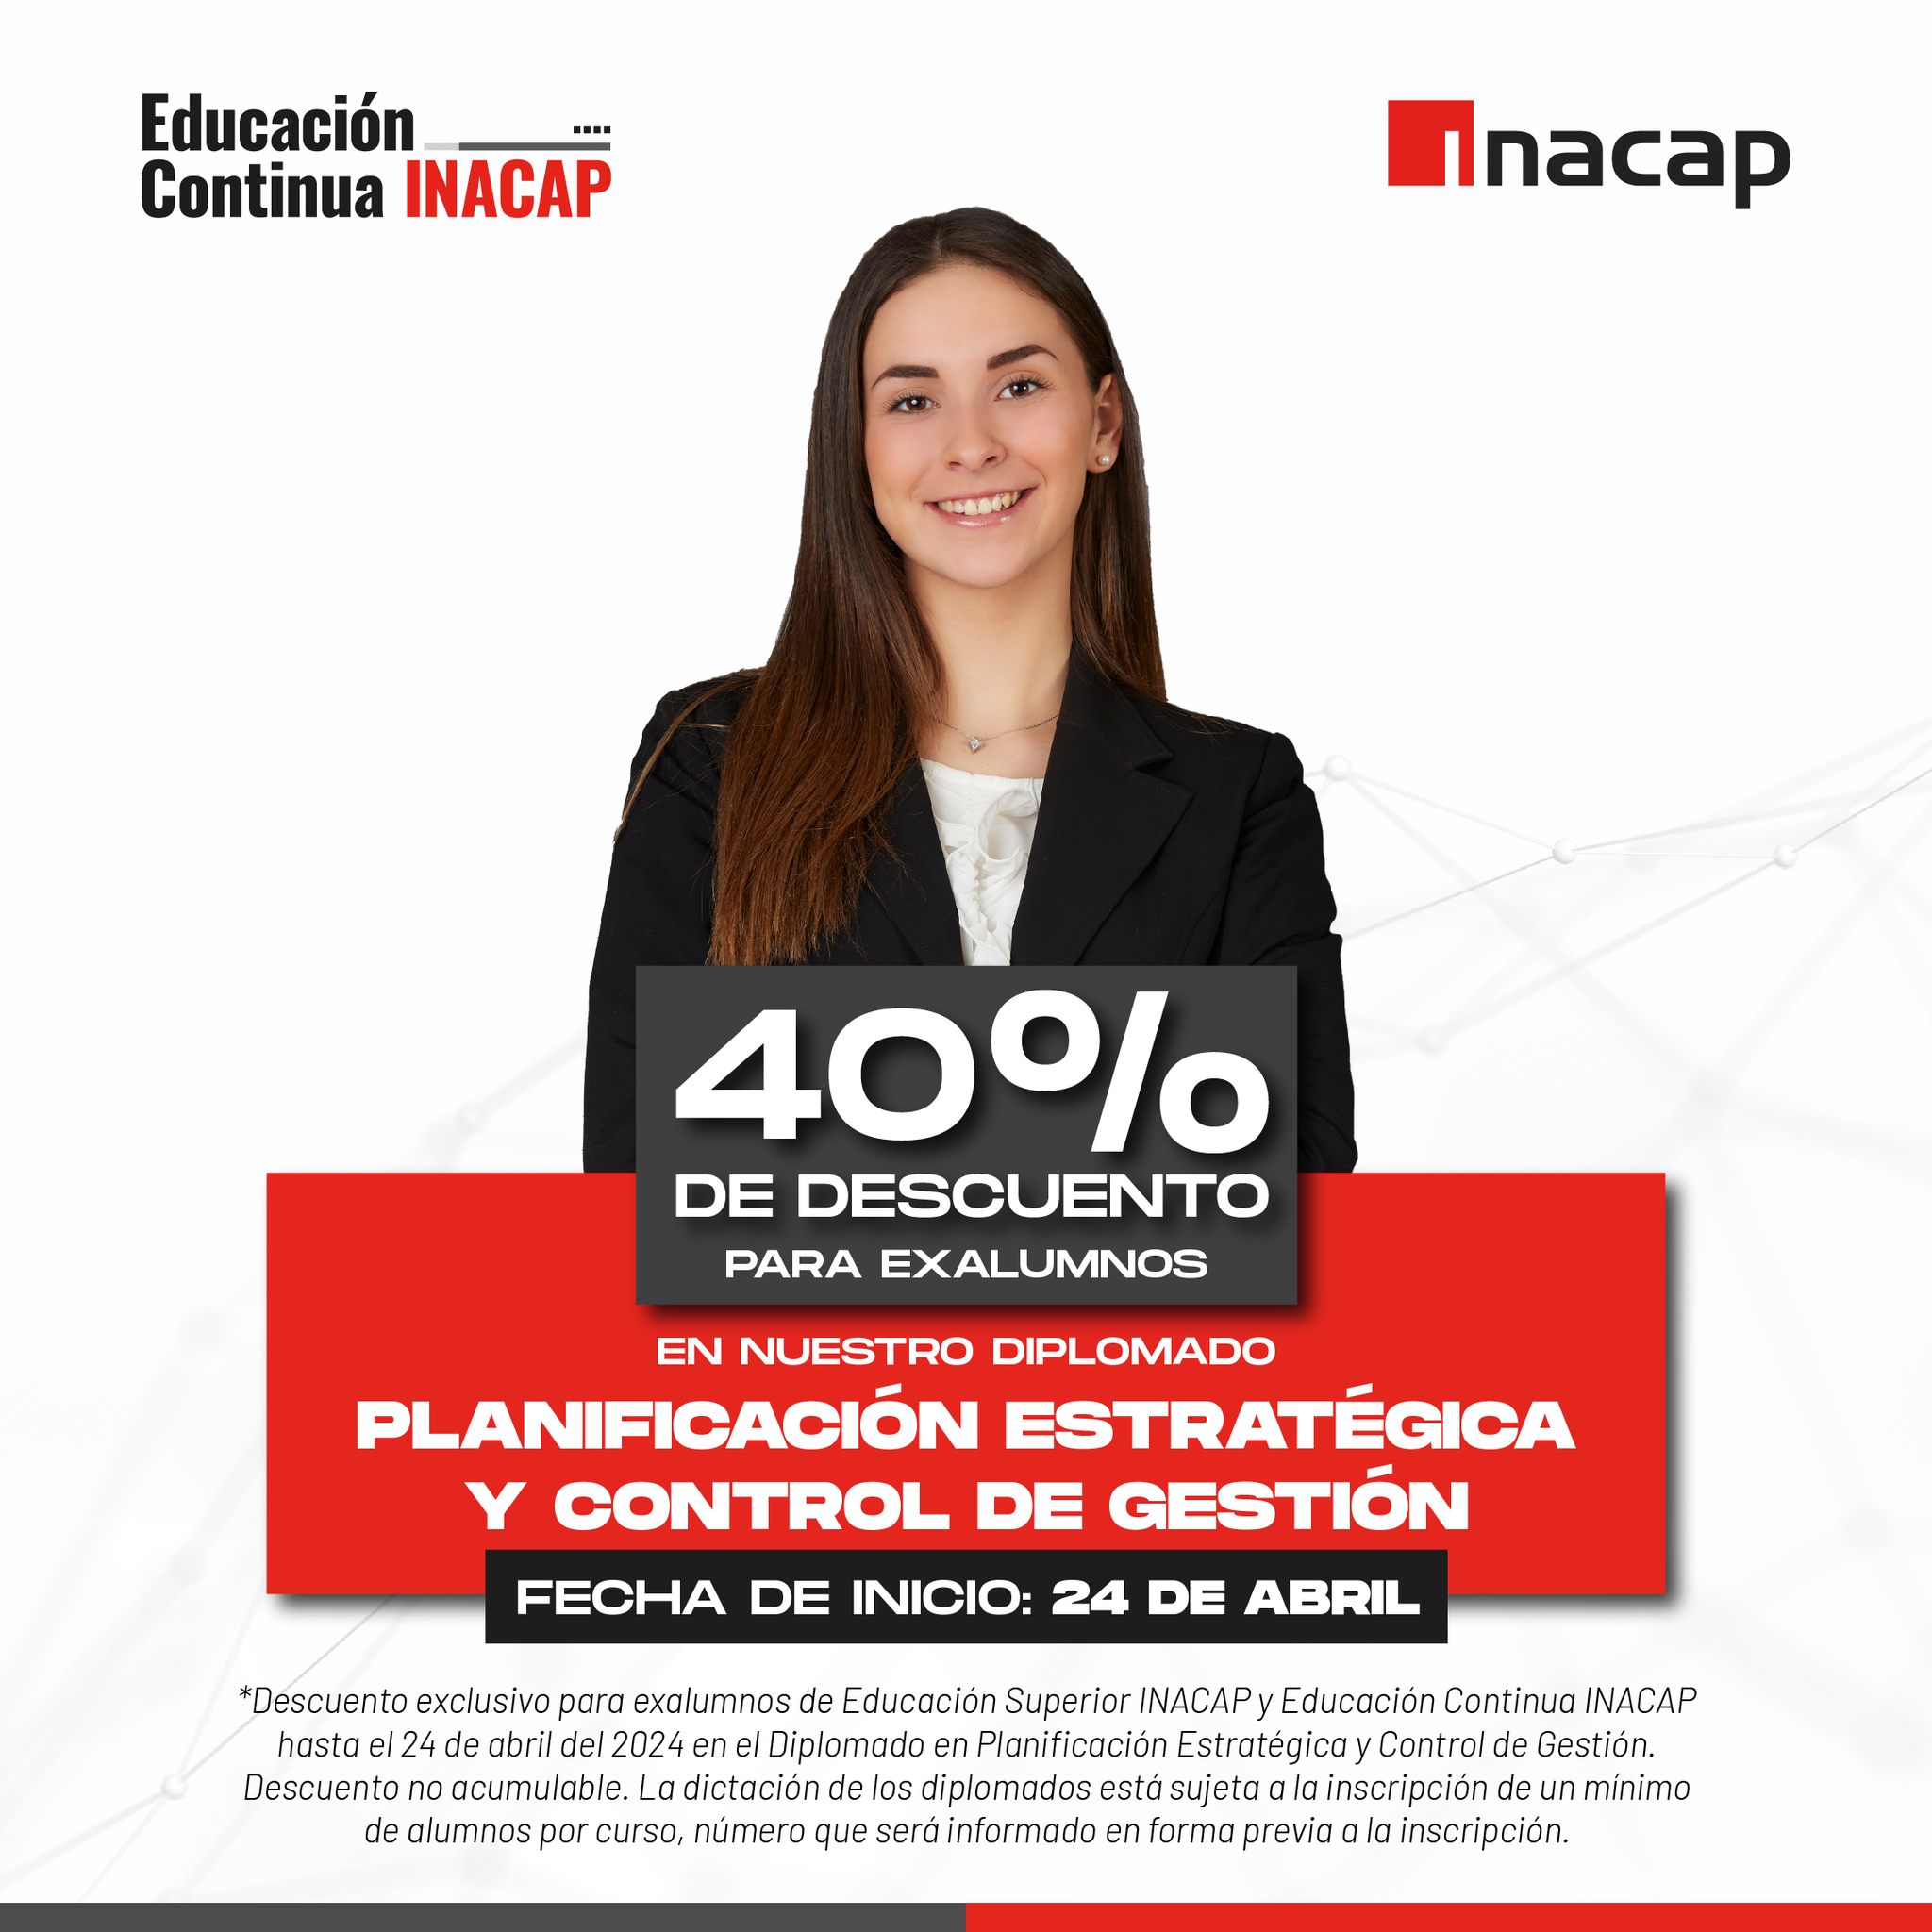 Educación
Continua INACAP
inacap
40%
DE DESCUENTO
PARA EXALUMNOS
EN NUESTRO DIPLOMADO
PLANIFICACIÓN ESTRATÉGICA
Y CONTROL DE GESTIÓN
FECHA DE INICIO: 24 DE ABRIL
*Descuento exclusivo para exalumnos de Educación Superior INACAP y Educación Continua INACAP
hasta el 24 de abril del 2024 en el Diplomado en Planificación Estratégica y Control de Gestión.
Descuento no acumulable. La dictación de los diplomados está sujeta a la inscripción de un mínimo
de alumnos por curso, número que será informado en forma previa a la inscripción.